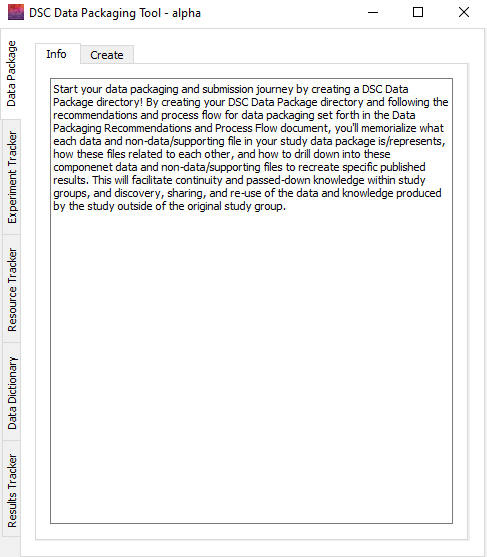 DSC Data Packaging Tool - alpha
Data Package
Experiment Tracker
Resource Tracker
Data Dictionary
Results Tracker
Info
Create
Start your data packaging and submission journey by creating a DSC Data
Package directory! By creating your DSC Data Package directory and following the
recommendations and process flow for data packaging set forth in the Data
Packaging Recommendations and Process Flow document, you'll memorialize what
each data and non-data/supporting file in your study data package is/represents,
how these files related to each other, and how to drill down into these
componenet data and non-data/supporting files to recreate specific published
results. This will facilitate continuity and passed-down knowledge within study
groups, and discovery, sharing, and re-use of the data and knowledge produced
by the study outside of the original study group.